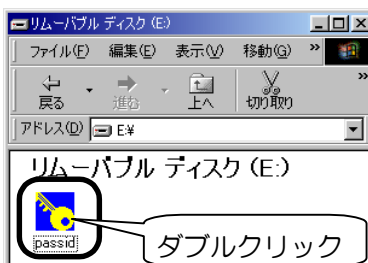 リムーバブル ディスク (E:)
ファイル(F) 編集(E) 表示(V) 移動(G) »
戻る 進む 上へ 切り取り »
アドレス(D) E:¥
リムーバブル ディスク (E:)
passid
ダブルクリック